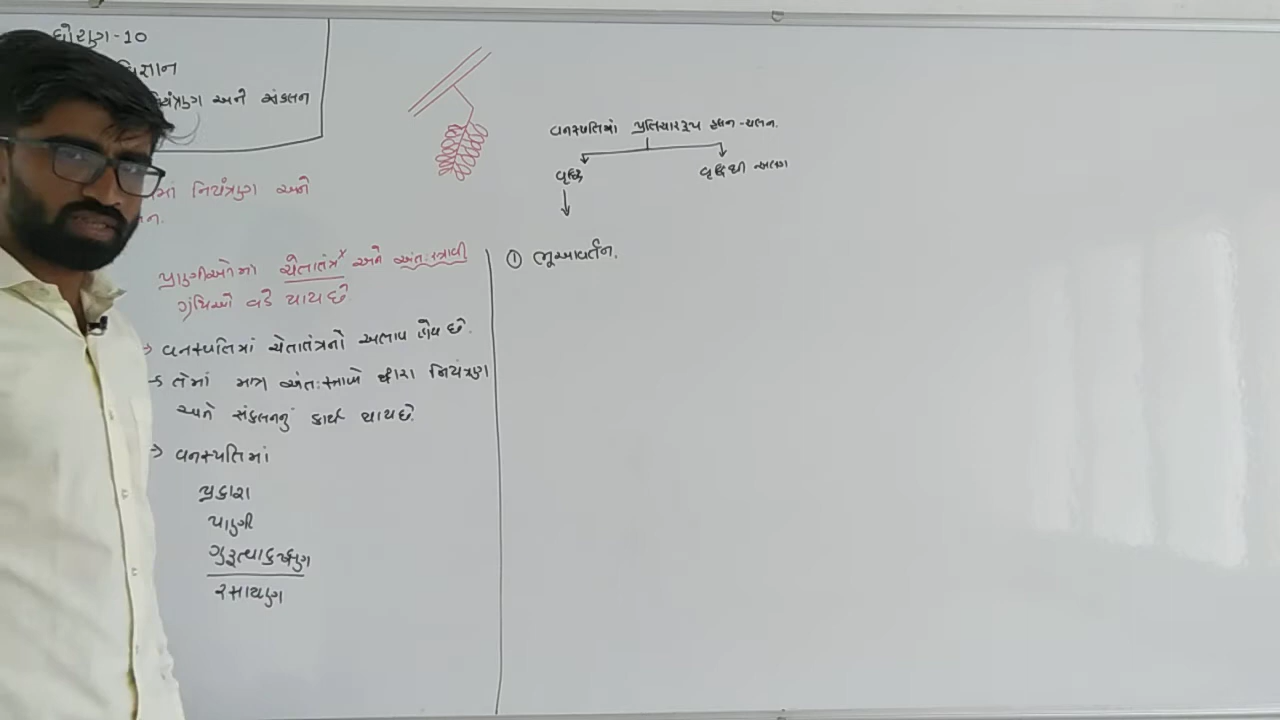 ધોરણ-10
વિજ્ઞાન
નિયંત્રણ અને સંકલન
માં નિયંત્રણ અને
ન.
પ્રાણીઓમાં ચેતાતંત્ર અને અંતઃસ્ત્રાવી
ગ્રંથિઓ વડે થાય છે.
→ વનસ્પતિમાં ચેતાતંત્રનો અભાવ હોય છે.
→ તેમાં માત્ર અંતઃસ્ત્રાવો દ્વારા નિયંત્રણ
અને સંકલનનું કાર્ય થાય છે.
→ વનસ્પતિમાં
પ્રકાશ
પાણી
ગુરુત્વાકર્ષણ
રસાયણ
વનસ્પતિમાં પ્રતિચારરૂપ હલન-ચલન.
વૃદ્ધિ
વૃદ્ધિથી અલગ
① ભૂઆવર્તન.